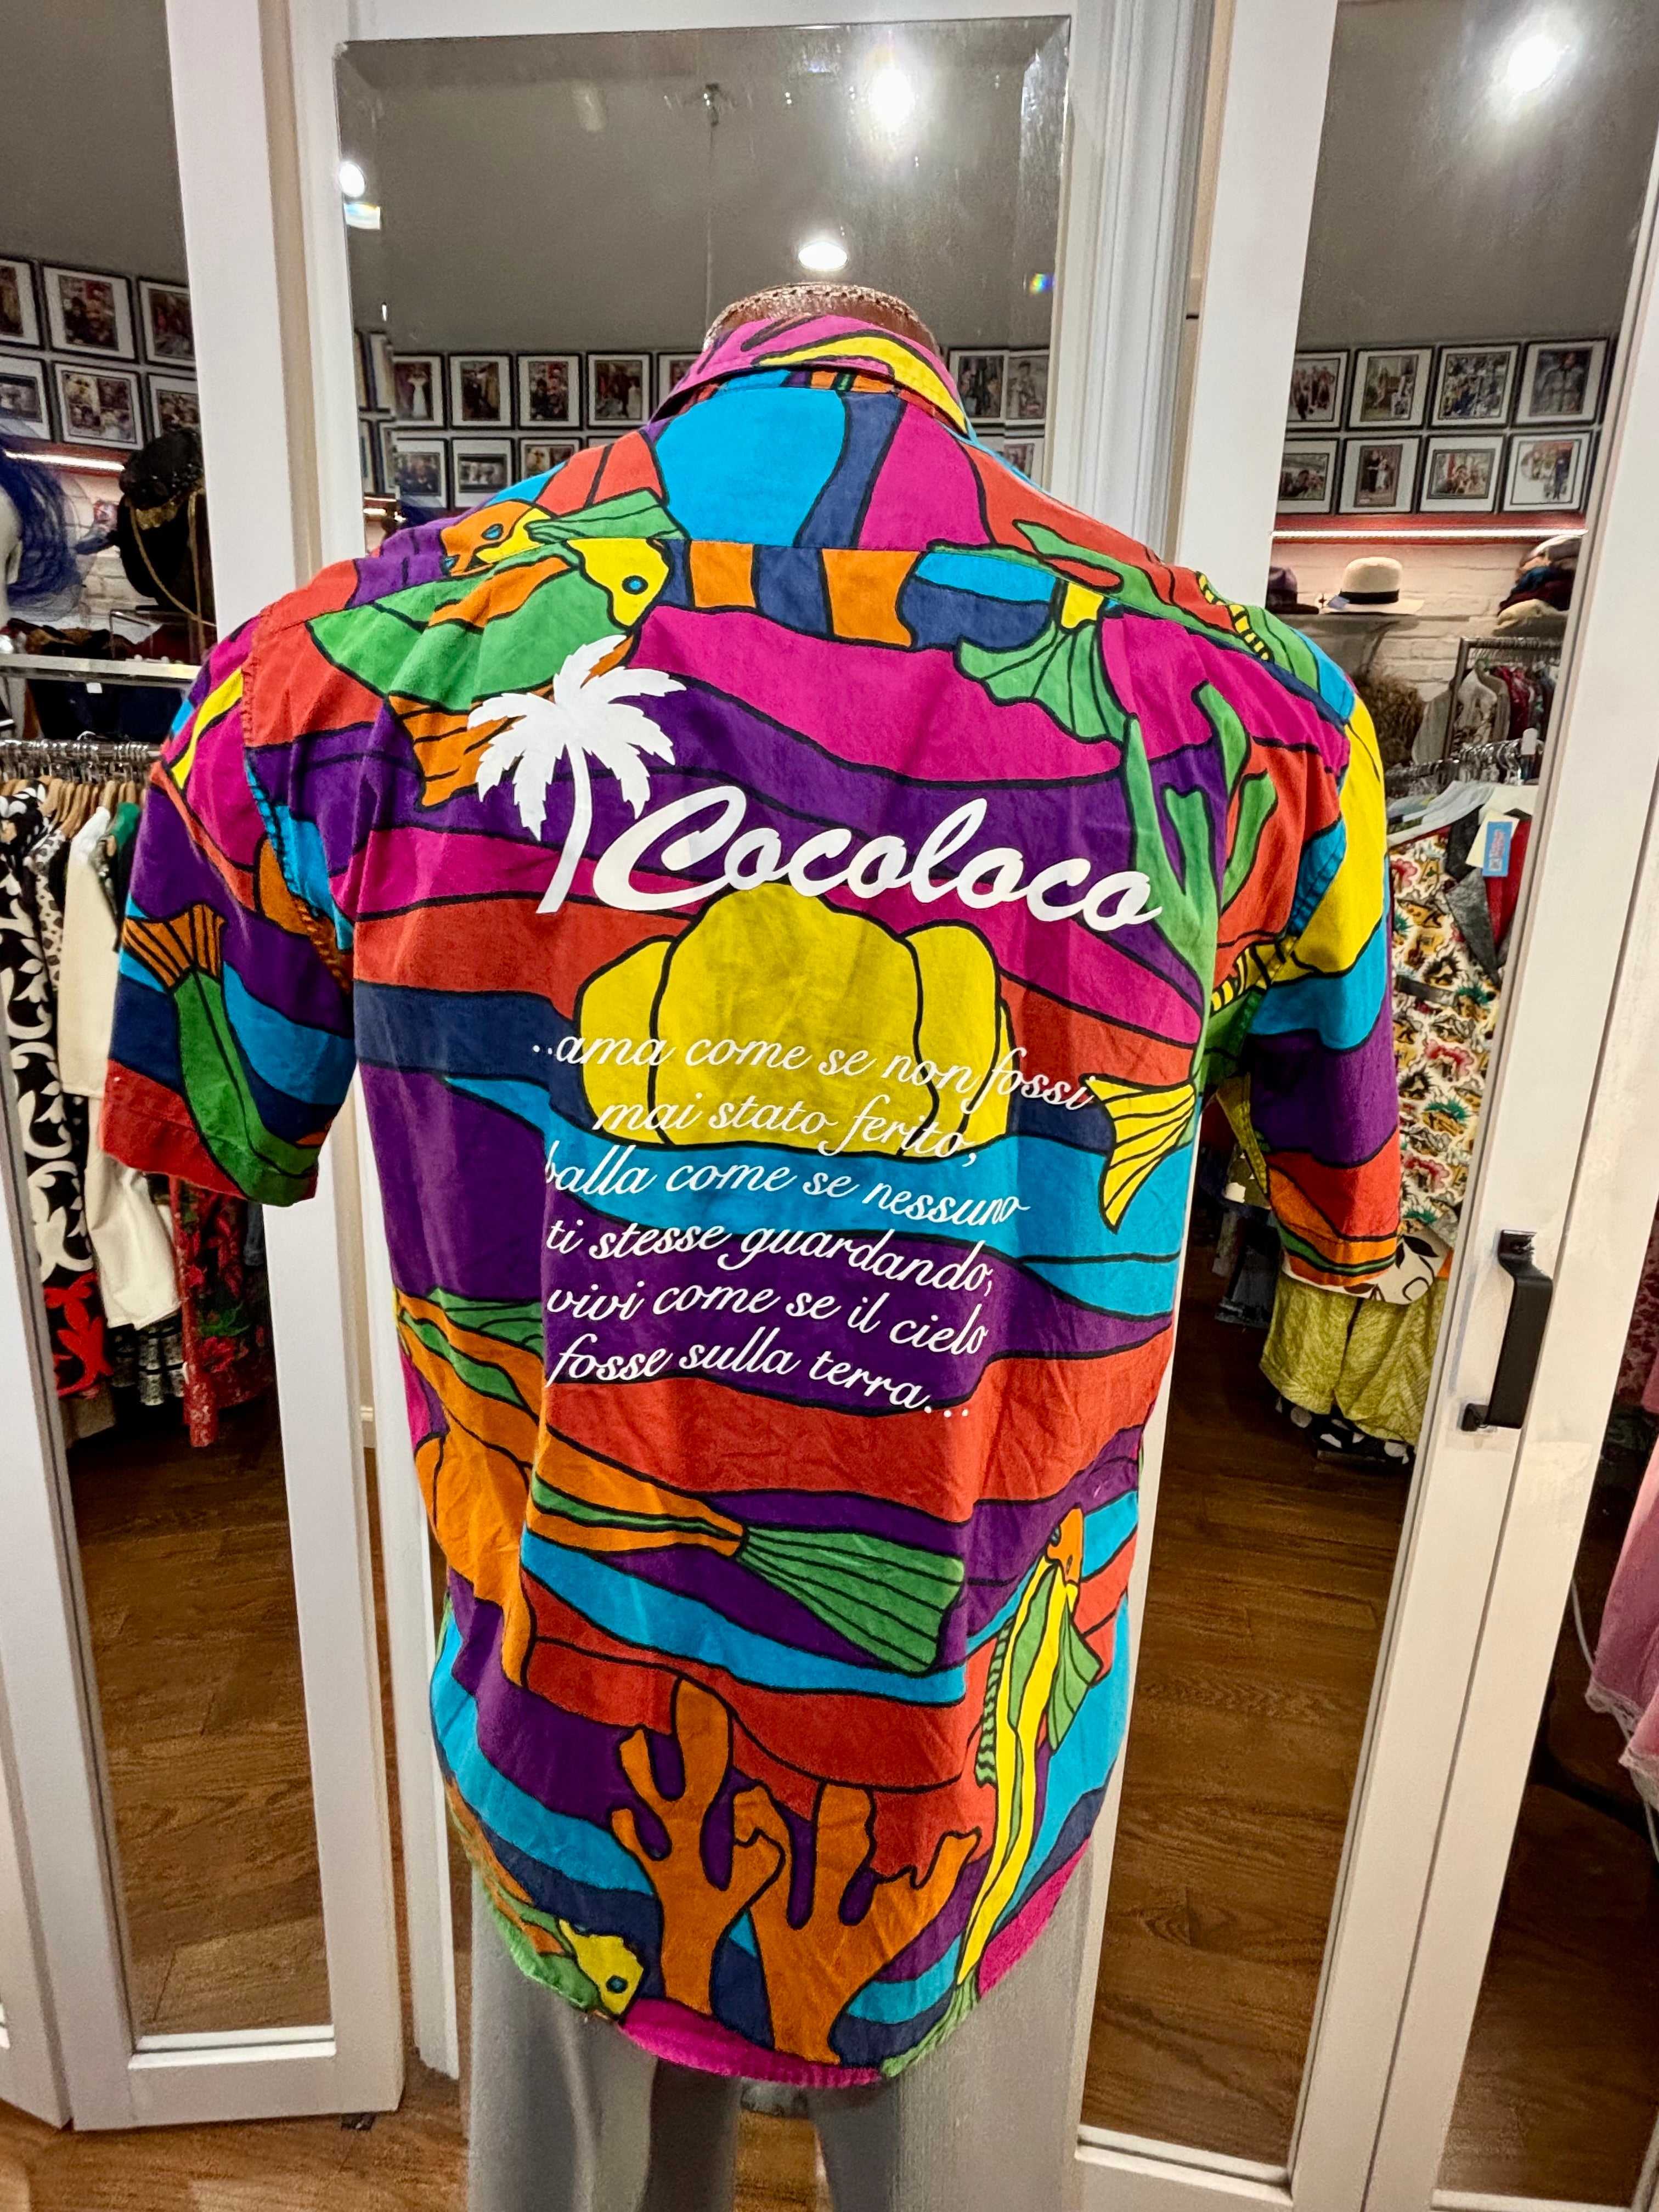 Cocoloco
..ama come se non fossi
mai stato ferito,
balla come se nessuno
ti stesse guardando,
vivi come se il cielo
fosse sulla terra...